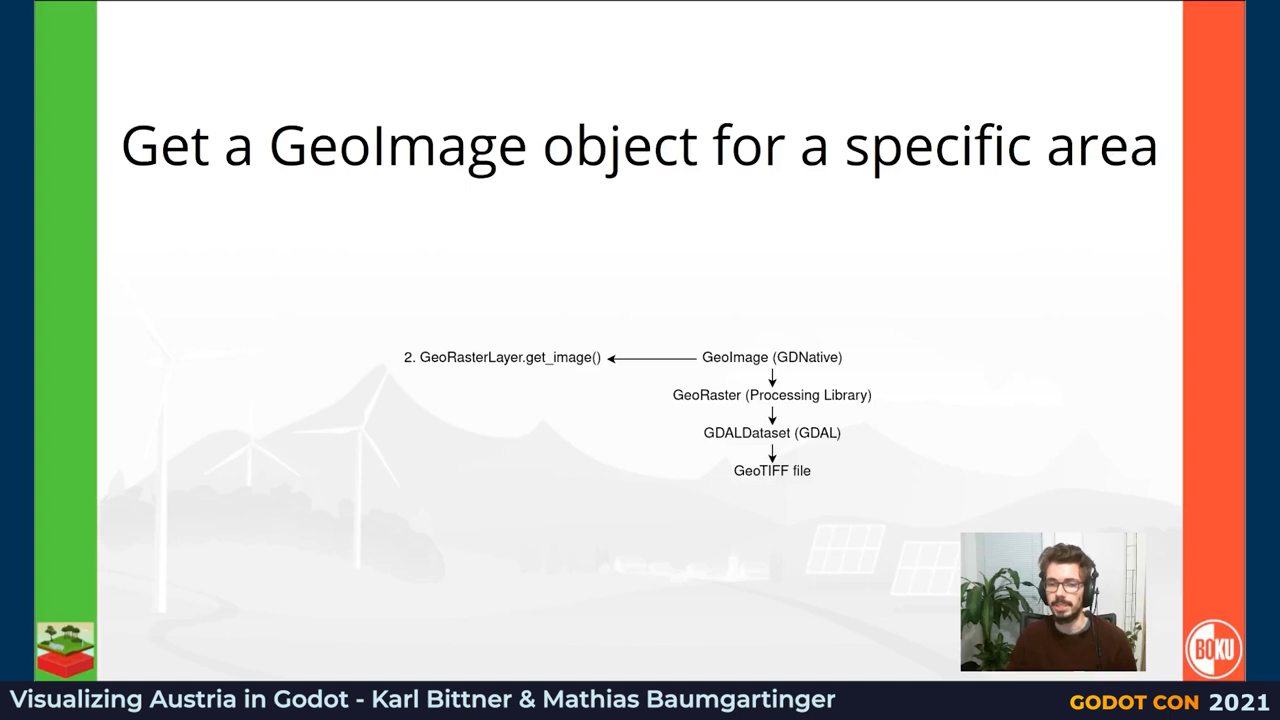 Get a GeoImage object for a specific area
2. GeoRasterLayer.get_image()
GeoImage (GDNative)
GeoRaster (Processing Library)
GDALDataset (GDAL)
GeoTIFF file
BOKU
Visualizing Austria in Godot - Karl Bittner & Mathias Baumgartinger
GODOT CON 2021